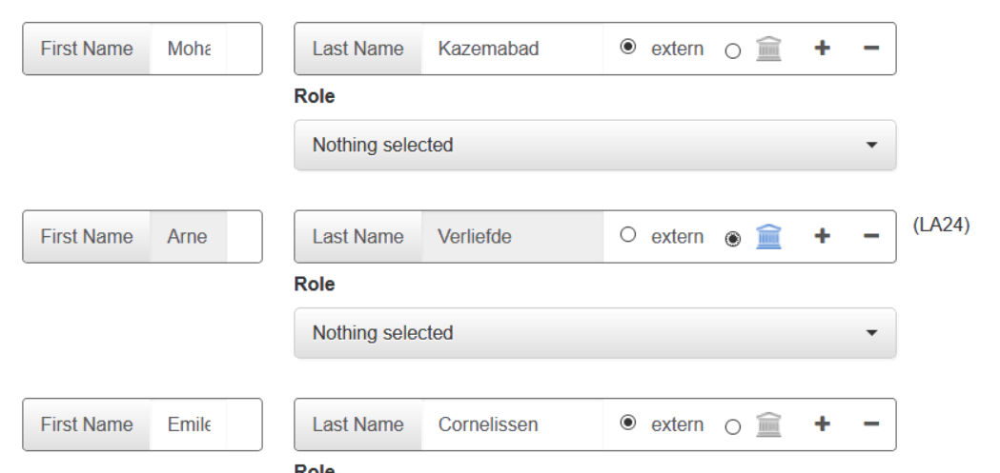 First Name Moha Last Name Kazemabad extern + −
Role
Nothing selected
First Name Arne Last Name Verliefde extern + − (LA24)
Role
Nothing selected
First Name Emile Last Name Cornelissen extern + −
Role